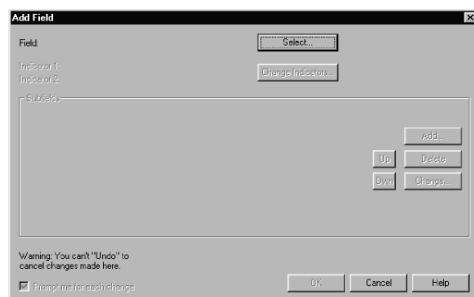 Add Field
Field:
Select...
Indicator 1:
Indicator 2:
Change Indicators...
Subfields
Add...
Up
Delete
Dwn
Change...
Warning: You can't "Undo" to
cancel changes made here.
Prompt me for each change
OK
Cancel
Help